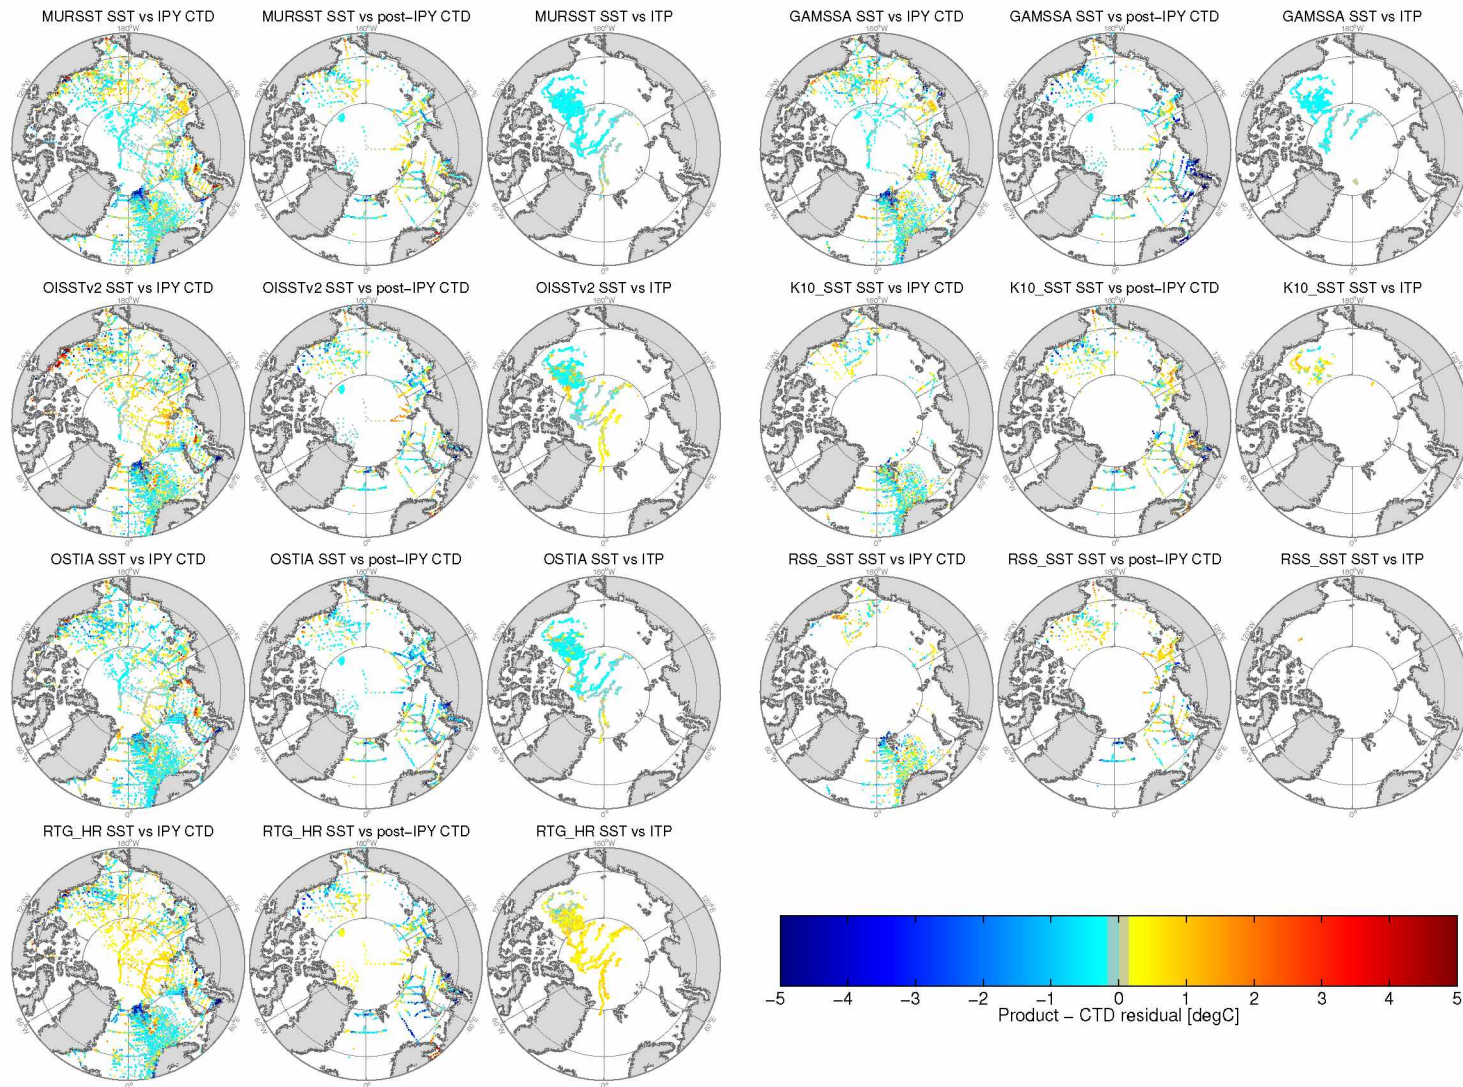 MURSST SST vs IPY CTD
MURSST SST vs post-IPY CTD
MURSST SST vs ITP
GAMSSA SST vs IPY CTD
GAMSSA SST vs post-IPY CTD
GAMSSA SST vs ITP
OISSTv2 SST vs IPY CTD
OISSTv2 SST vs post-IPY CTD
OISSTv2 SST vs ITP
K10_SST SST vs IPY CTD
K10_SST SST vs post-IPY CTD
K10_SST SST vs ITP
OSTIA SST vs IPY CTD
OSTIA SST vs post-IPY CTD
OSTIA SST vs ITP
RSS_SST SST vs IPY CTD
RSS_SST SST vs post-IPY CTD
RSS_SST SST vs ITP
RTG_HR SST vs IPY CTD
RTG_HR SST vs post-IPY CTD
RTG_HR SST vs ITP
-5 -4 -3 -2 -1 0 1 2 3 4 5
Product - CTD residual [degC]